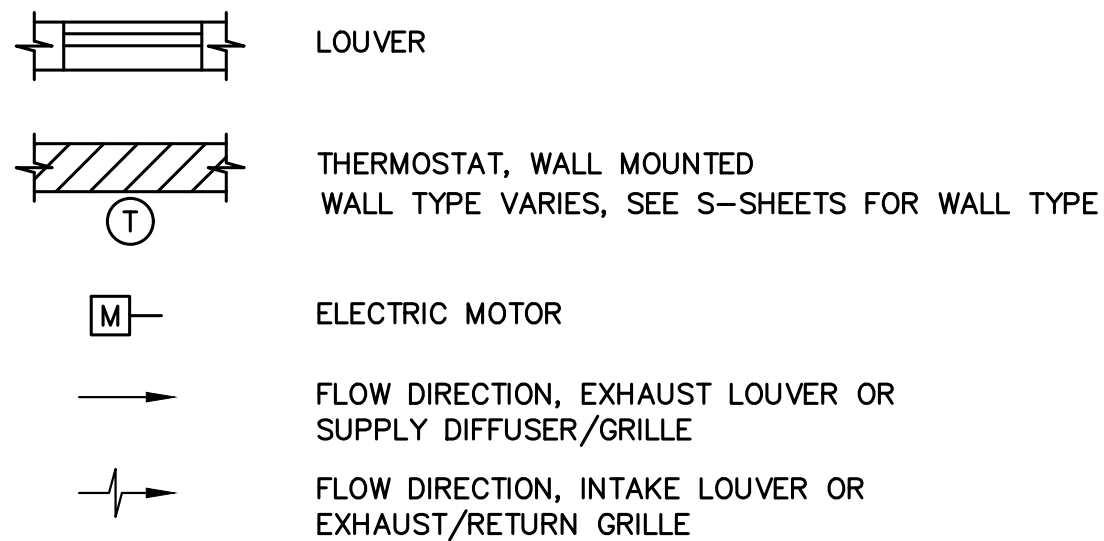 LOUVER
THERMOSTAT, WALL MOUNTED
WALL TYPE VARIES, SEE S-SHEETS FOR WALL TYPE
T
M
ELECTRIC MOTOR
FLOW DIRECTION, EXHAUST LOUVER OR
SUPPLY DIFFUSER/GRILLE
FLOW DIRECTION, INTAKE LOUVER OR
EXHAUST/RETURN GRILLE